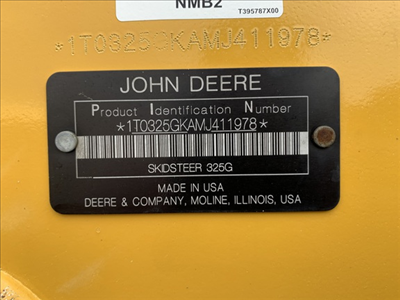 NMB2
T395787X00
*1T0325GKAMJ411978*
JOHN DEERE
Product Identification Number
*1T0325GKAMJ411978*
SKIDSTEER 325G
MADE IN USA
DEERE & COMPANY, MOLINE, ILLINOIS, USA